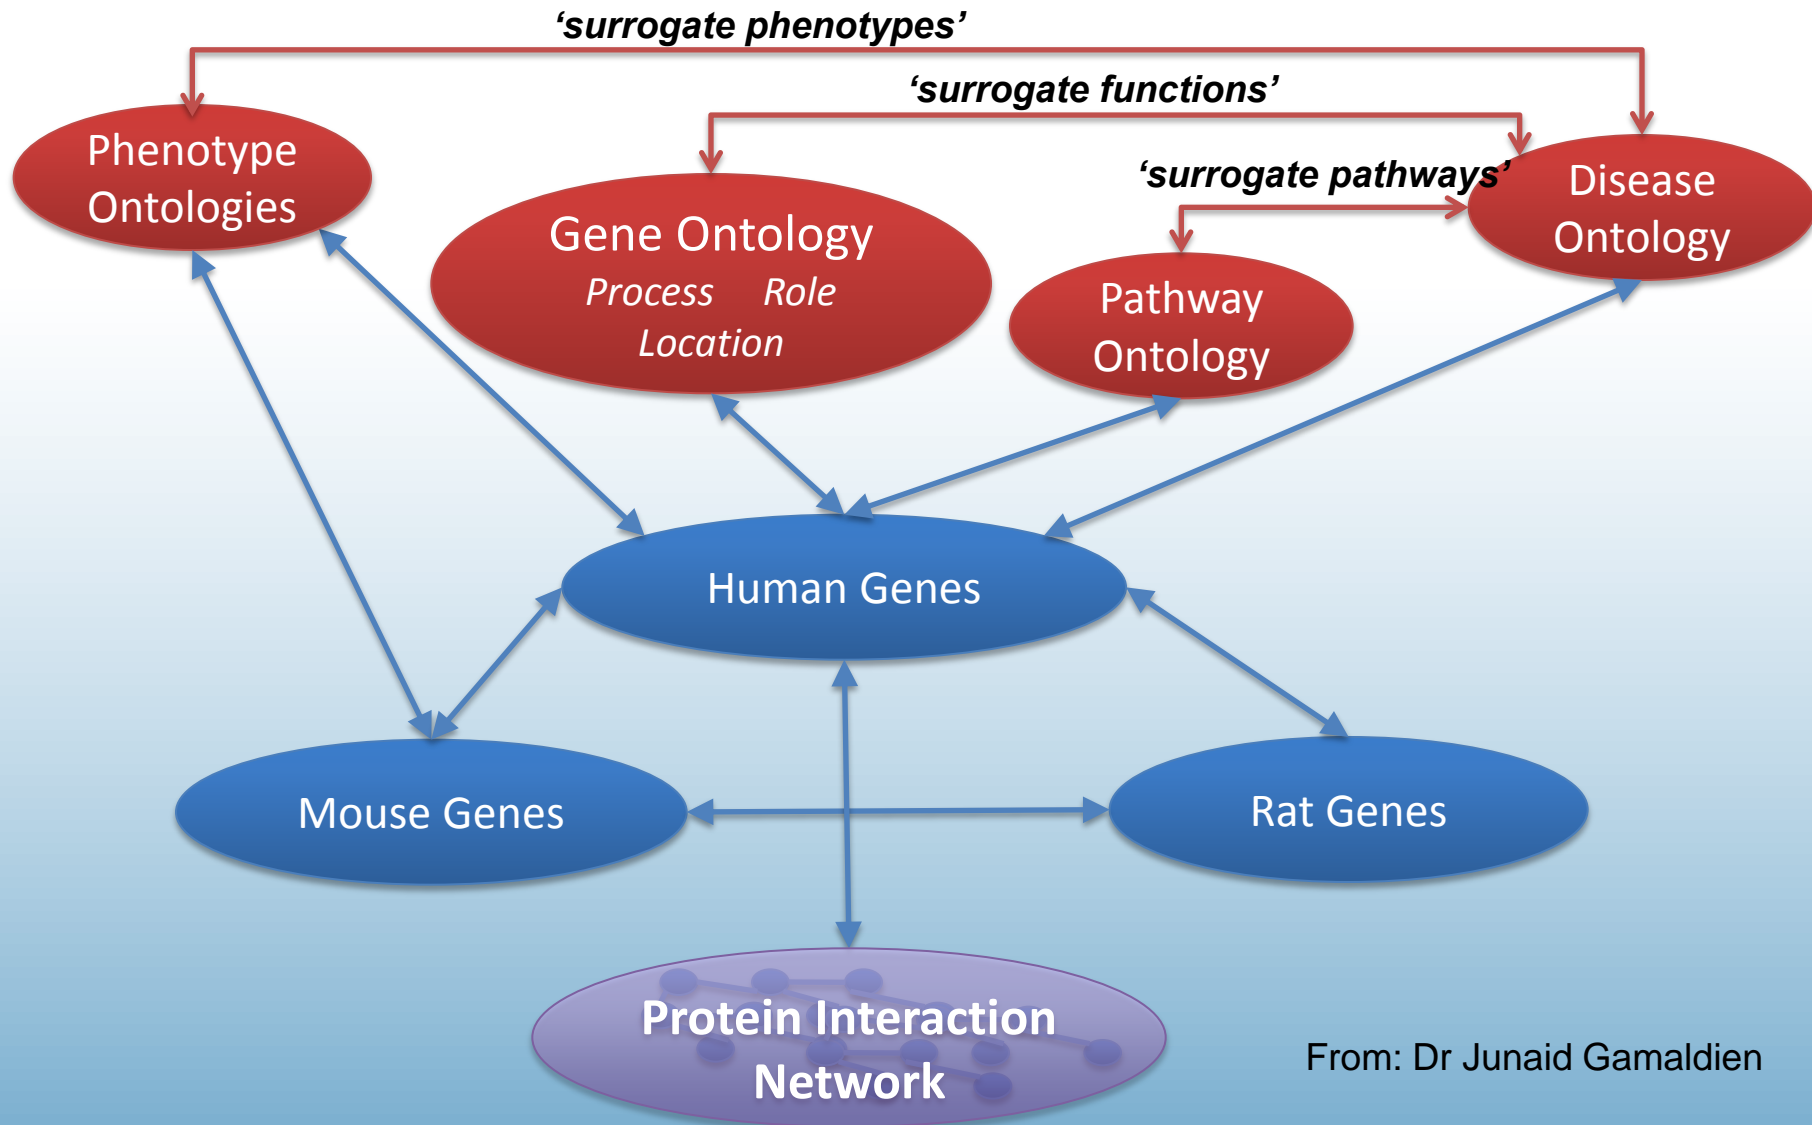 ‘surrogate phenotypes’
‘surrogate functions’
‘surrogate pathways’
Phenotype
Ontologies
Gene Ontology
Process Role
Location
Pathway
Ontology
Disease
Ontology
Human Genes
Mouse Genes
Rat Genes
Protein Interaction
Network
From: Dr Junaid Gamaldien